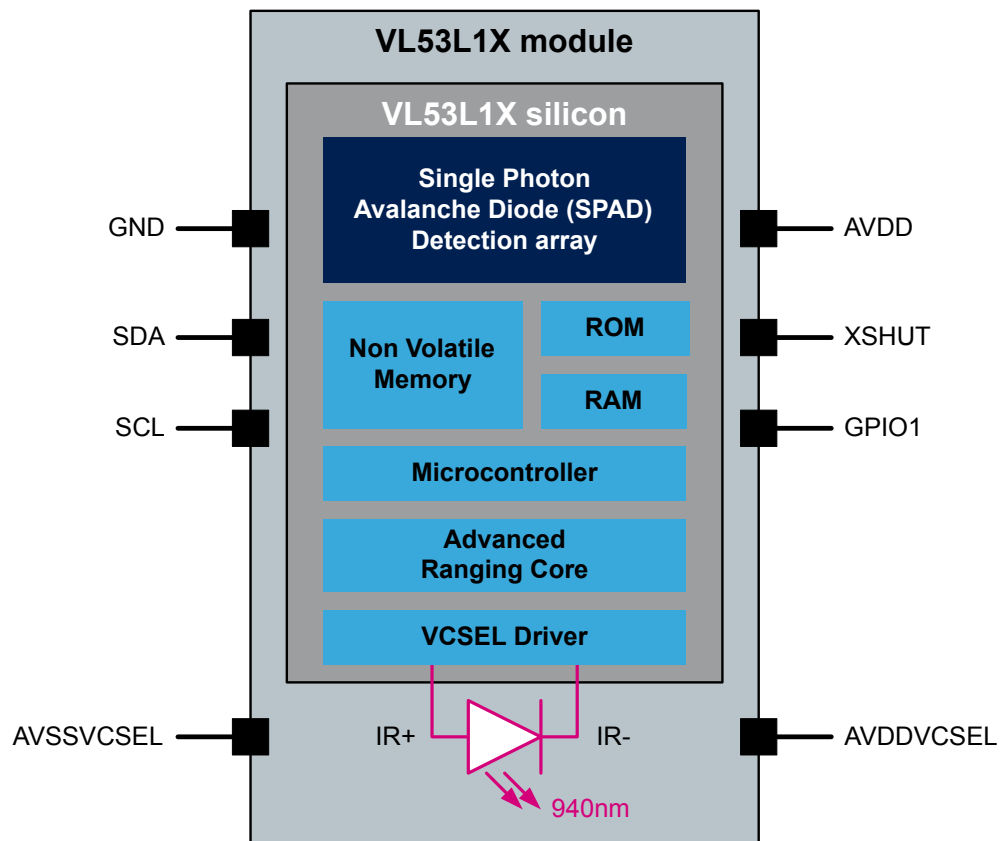 VL53L1X module
VL53L1X silicon
Single Photon
Avalanche Diode (SPAD)
Detection array
GND
AVDD
SDA
XSHUT
SCL
GPIO1
Non Volatile
Memory
ROM
RAM
Microcontroller
Advanced
Ranging Core
VCSEL Driver
AVSSVCSEL
IR+
IR-
AVDDVCSEL
940nm